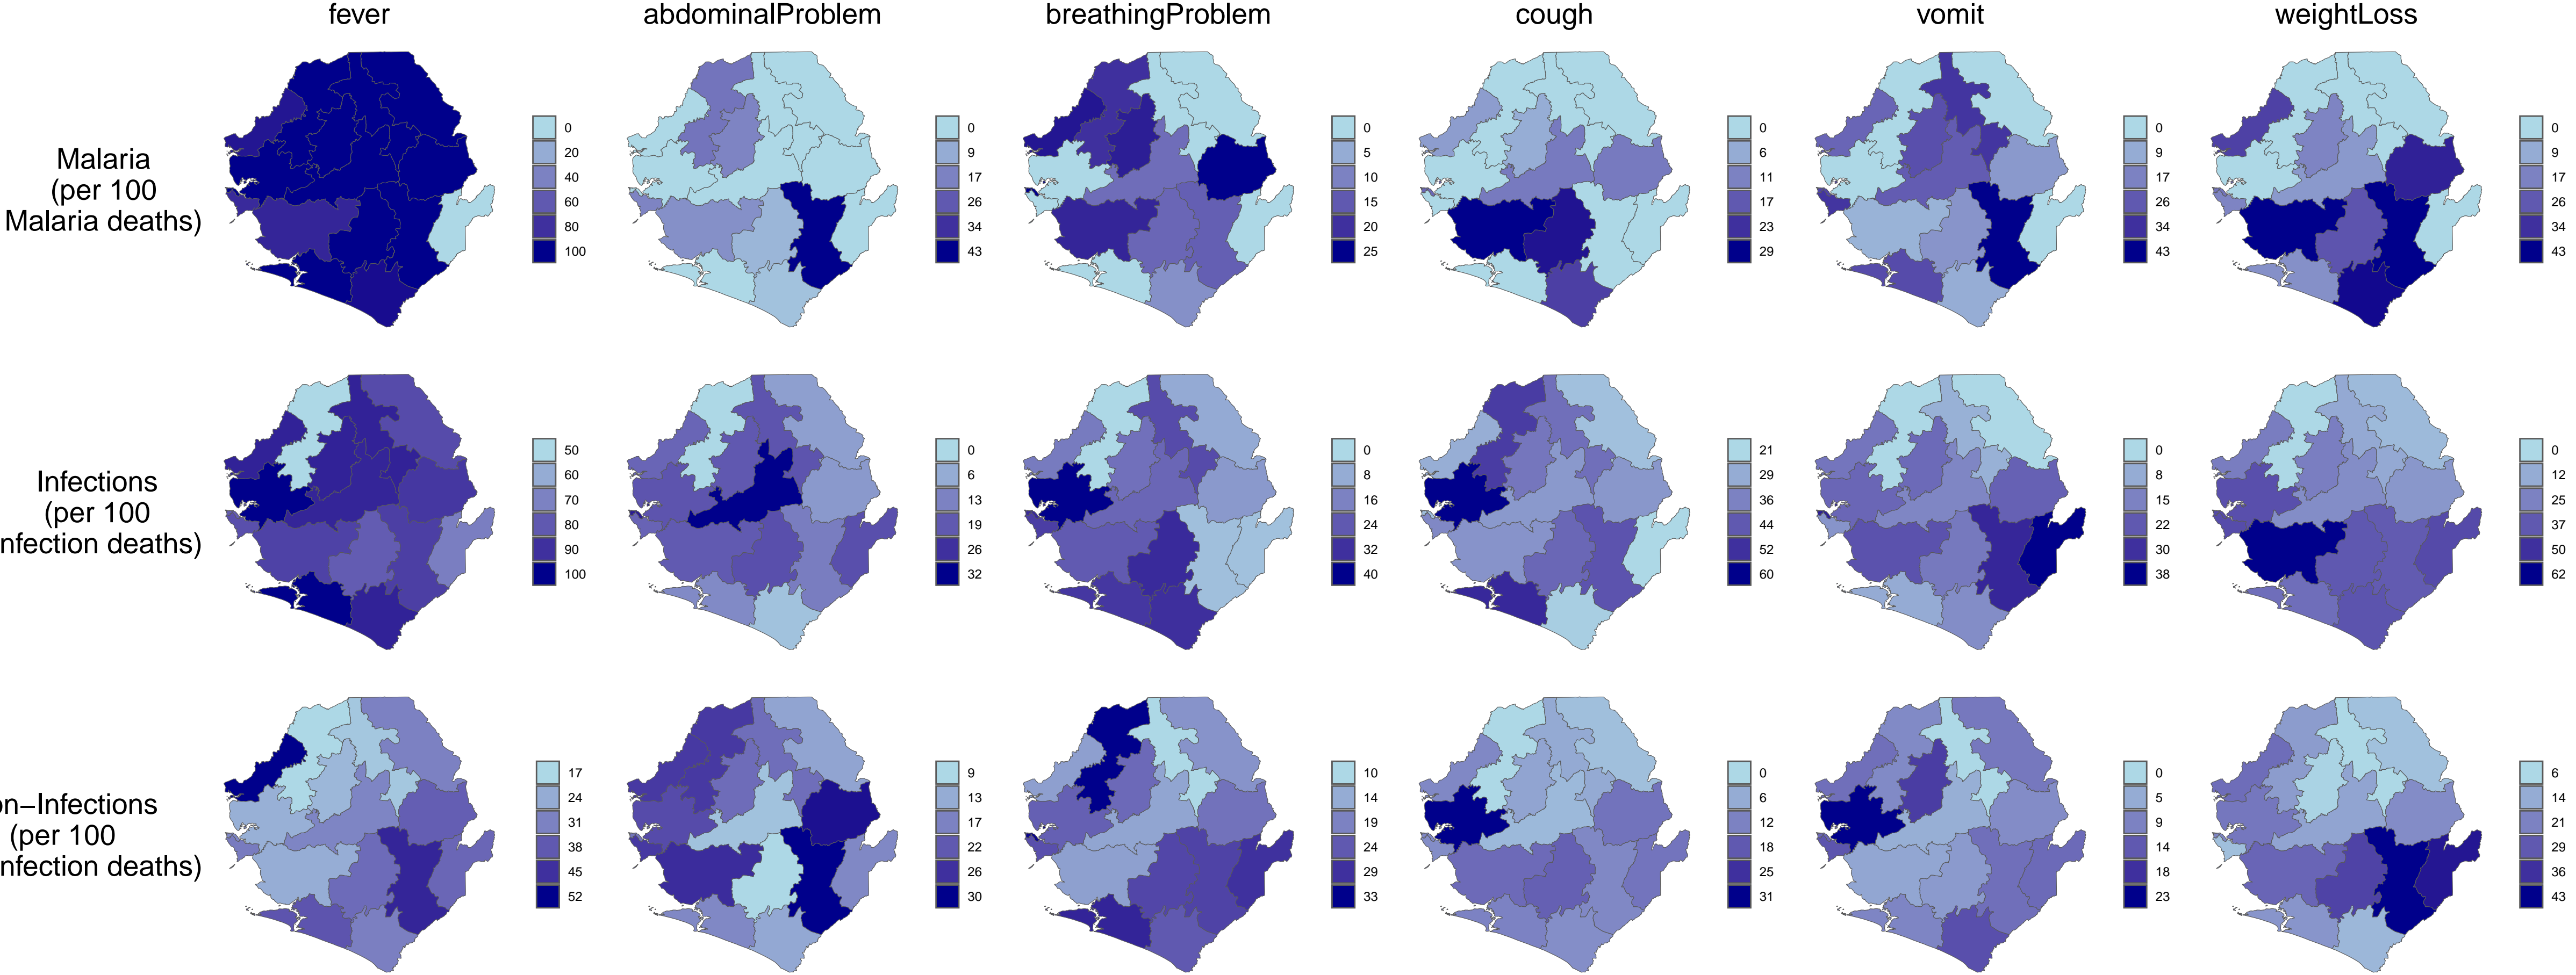 fever abdominalProblem breathingProblem cough vomit weightLoss
Malaria
(per 100
Malaria deaths)
0 0 0 0 0 0
20 9 5 6 9 9
40 17 10 11 17 17
60 26 15 17 26 26
80 34 20 23 34 34
100 43 25 29 43 43
Infections
(per 100
nfection deaths)
50 0 0 21 0 0
60 6 8 29 8 12
70 13 16 36 15 25
80 19 24 44 22 37
90 26 32 52 30 50
100 32 40 60 38 62
on−Infections
(per 100
nfection deaths)
17 9 10 0 0 6
24 13 14 6 5 14
31 17 19 12 9 21
38 22 24 18 14 29
45 26 29 25 18 36
52 30 33 31 23 43